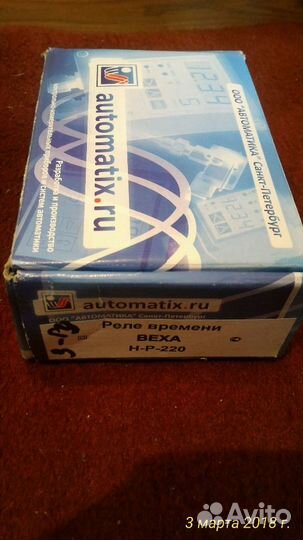 ООО "АВТОМАТИКА" Санкт-Петербург
1234
automatix.ru
Разработка и производство
automatix.ru
ООО "АВТОМАТИКА" Санкт-Петербург
Реле времени
ВЕХА
Н-Р-220
3 марта 2018 г.
Avito